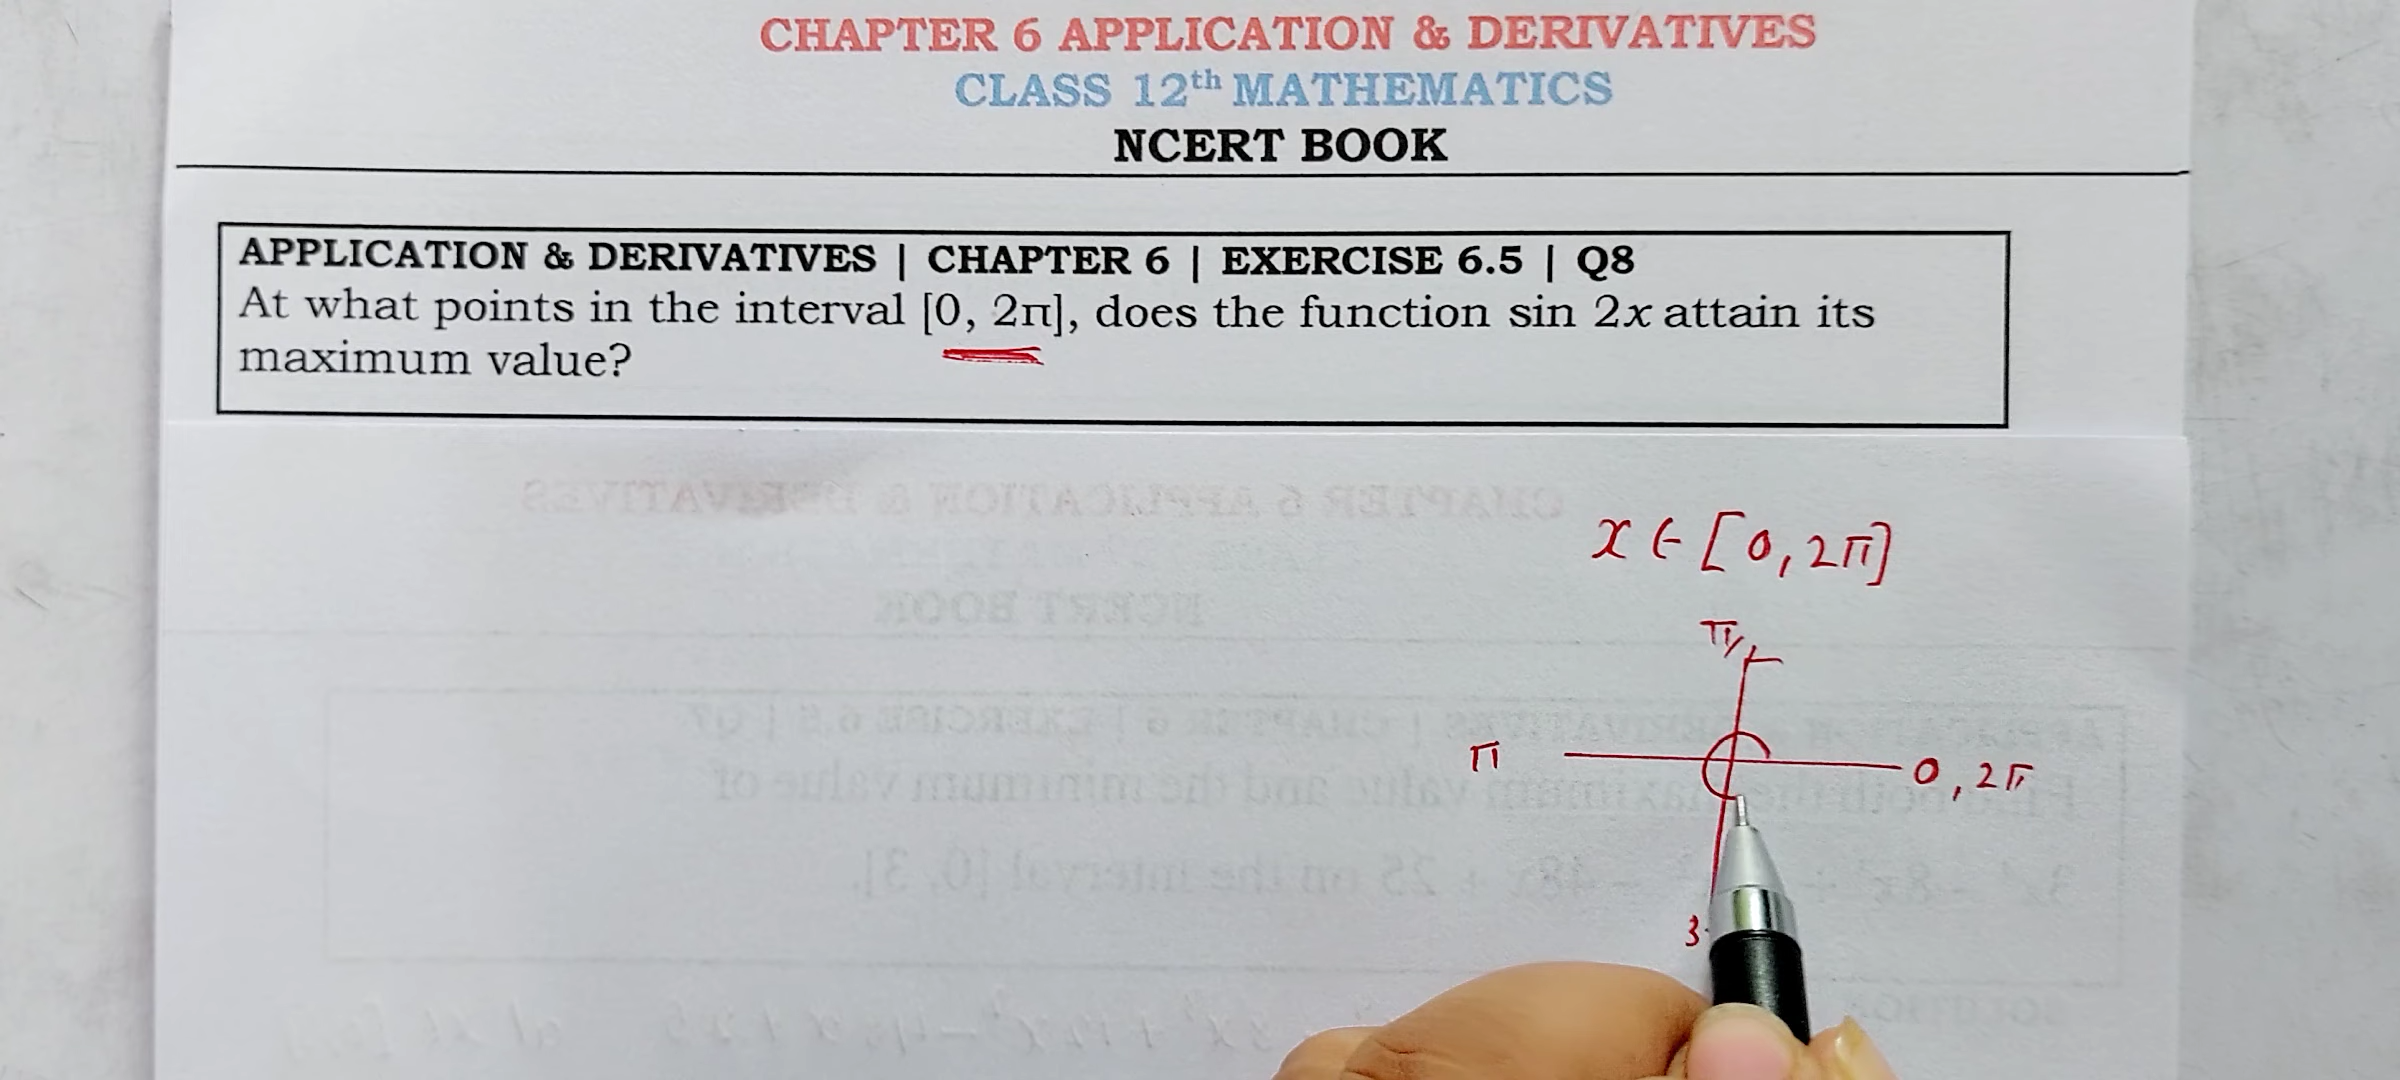 CHAPTER 6 APPLICATION & DERIVATIVES
CLASS 12th MATHEMATICS
NCERT BOOK
APPLICATION & DERIVATIVES | CHAPTER 6 | EXERCISE 6.5 | Q8
At what points in the interval [0, 2π], does the function sin 2x attain its
maximum value?
x ∈ [0, 2π]
π/
π
0, 2π
3